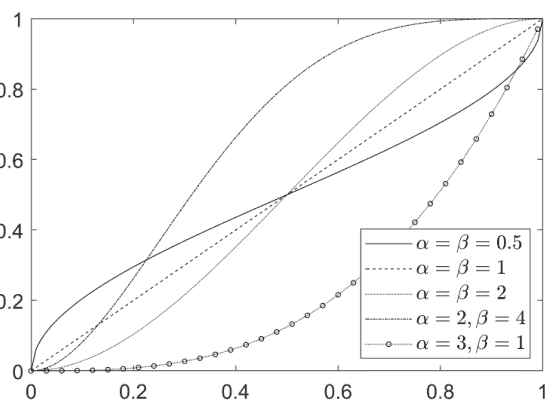 1
0.8
0.6
0.4
0.2
0
0 0.2 0.4 0.6 0.8 1
α = β = 0.5
α = β = 1
α = β = 2
α = 2, β = 4
α = 3, β = 1